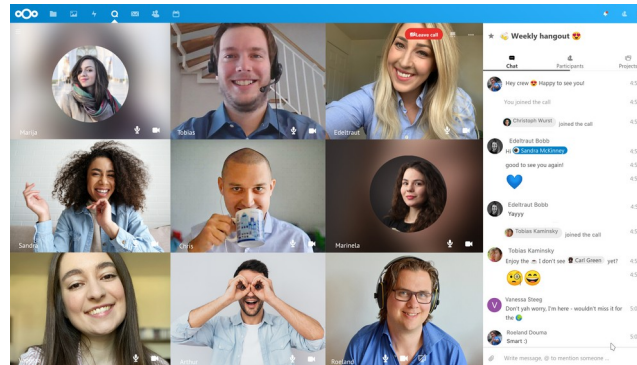 Leave call
Weekly hangout
Chat
Participants
Projects
Hey crew 😍 Happy to see you!
You joined the call
Christoph Wurst joined the call
Edeltraut Bobb
Hi Sandra McKinney
good to see you again!
💙
Edeltraut Bobb
Yayyy
Tobias Kaminsky joined the call
Tobias Kaminsky
Enjoy the ☕ I don't see Carl Green yet?
Vanessa Steeg
V
Don't yah worry, I'm here - wouldn't miss it for
the
Roeland Douma
Smart :)
Write message, @ to mention someone ...
Marija
Tobias
Edeltraut
Sandra
Chris
Marinela
Arthur
Roeland